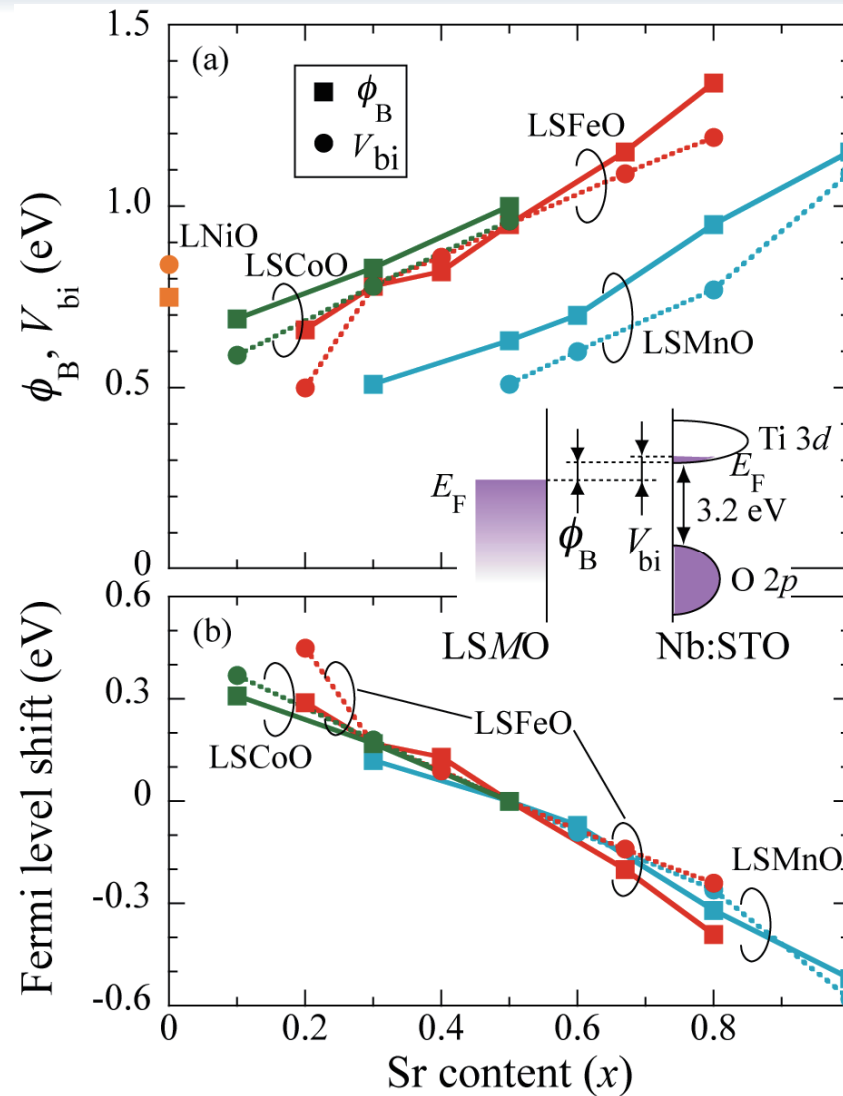 1.5
(a)
ϕB
Vbi
LSFeO
1.0
LNiO
LSCoO
LSMnO
ϕB, Vbi (eV)
0.5
Ti 3d
EF
EF
3.2 eV
ϕB
Vbi
O 2p
0
LSMO
Nb:STO
0.6
(b)
0.3
LSCoO
LSFeO
0
LSMnO
Fermi level shift (eV)
-0.3
-0.6
0
0.2
0.4
0.6
0.8
Sr content (x)